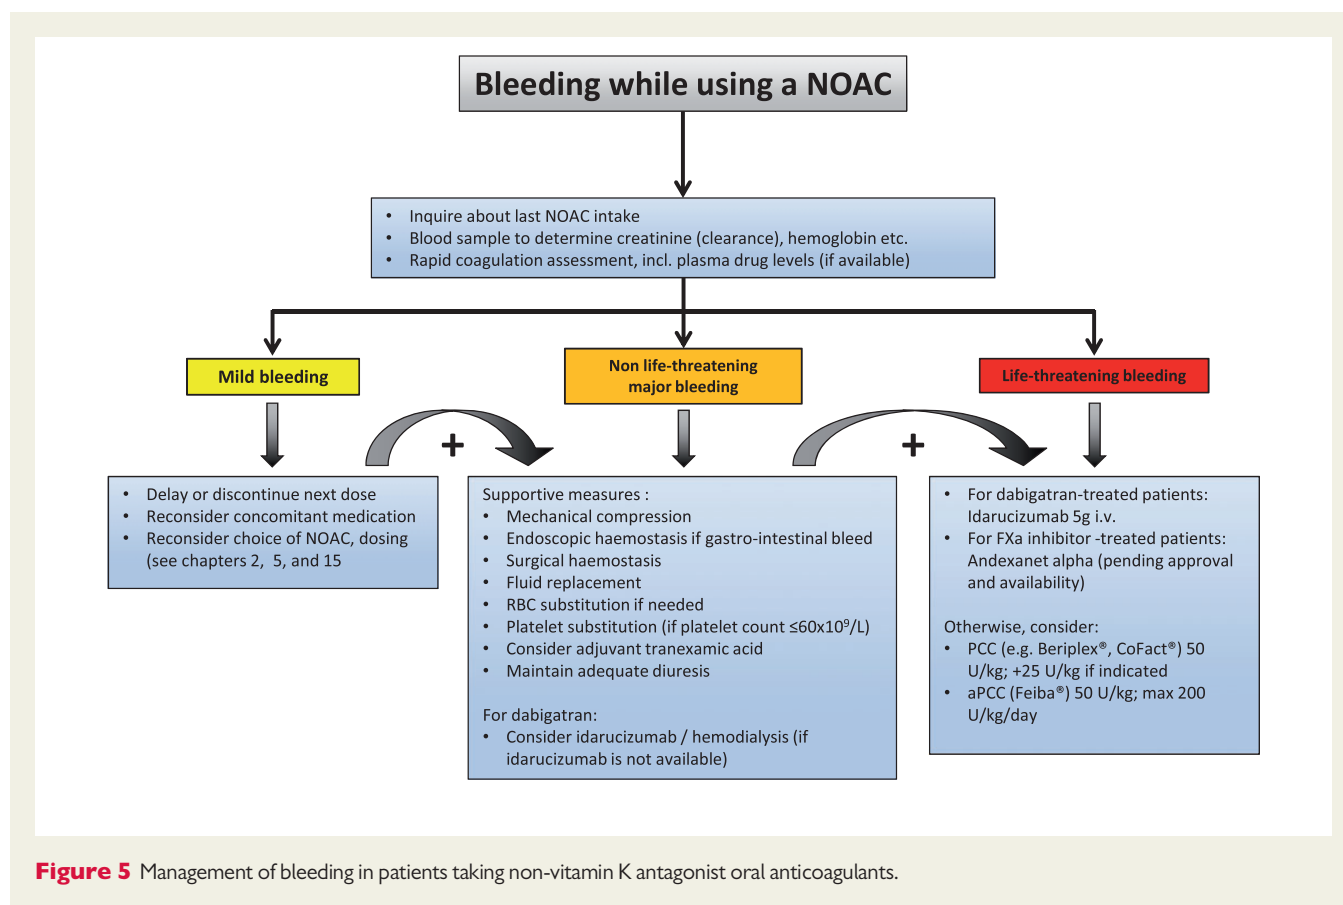 Bleeding while using a NOAC
• Inquire about last NOAC intake
• Blood sample to determine creatinine (clearance), hemoglobin etc.
• Rapid coagulation assessment, incl. plasma drug levels (if available)
Mild bleeding
Non life-threatening
major bleeding
Life-threatening bleeding
+
+
• Delay or discontinue next dose
• Reconsider concomitant medication
• Reconsider choice of NOAC, dosing
(see chapters 2, 5, and 15
Supportive measures :
• Mechanical compression
• Endoscopic haemostasis if gastro-intestinal bleed
• Surgical haemostasis
• Fluid replacement
• RBC substitution if needed
• Platelet substitution (if platelet count ≤60x10⁹/L)
• Consider adjuvant tranexamic acid
• Maintain adequate diuresis
For dabigatran:
• Consider idarucizumab / hemodialysis (if
idarucizumab is not available)
• For dabigatran-treated patients:
Idarucizumab 5g i.v.
• For FXa inhibitor -treated patients:
Andexanet alpha (pending approval
and availability)
Otherwise, consider:
• PCC (e.g. Beriplex®, CoFact®) 50
U/kg; +25 U/kg if indicated
• aPCC (Feiba®) 50 U/kg; max 200
U/kg/day
Figure 5 Management of bleeding in patients taking non-vitamin K antagonist oral anticoagulants.